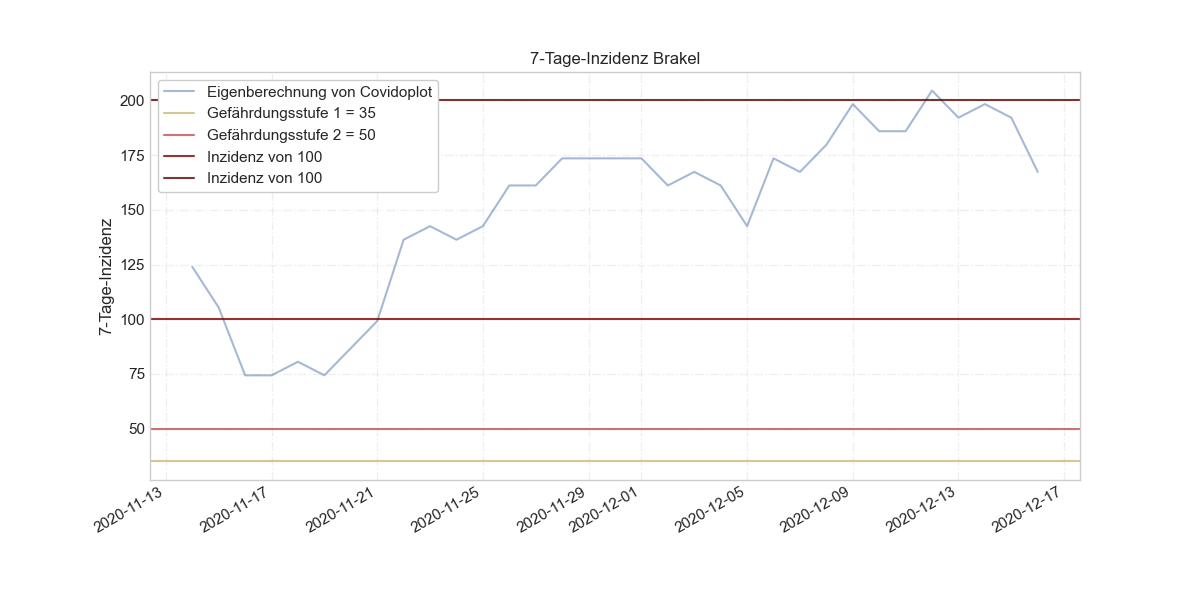 7-Tage-Inzidenz Brakel
Eigenberechnung von Covidoplot
Gefährdungsstufe 1 = 35
Gefährdungsstufe 2 = 50
Inzidenz von 100
Inzidenz von 100
7-Tage-Inzidenz
200
175
150
125
100
75
50
2020-11-13
2020-11-17
2020-11-21
2020-11-25
2020-11-29
2020-12-01
2020-12-05
2020-12-09
2020-12-13
2020-12-17